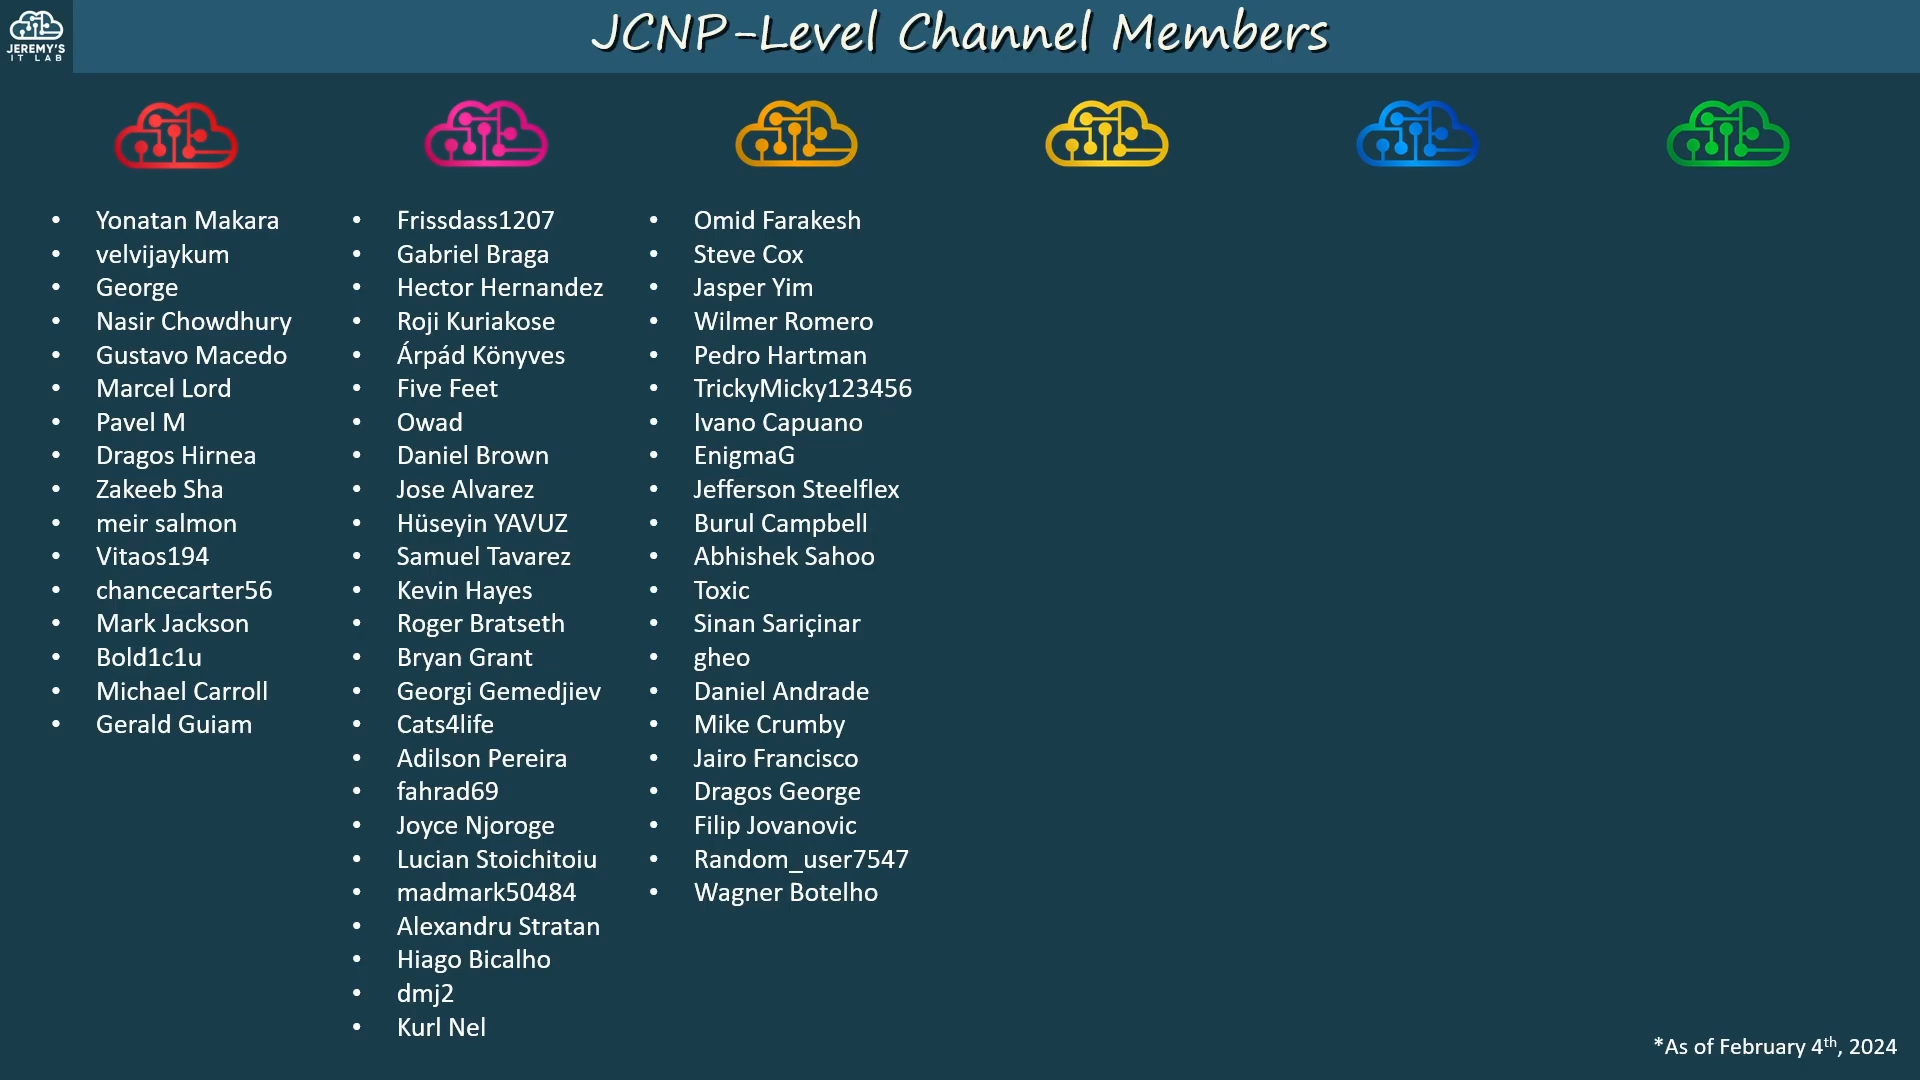 JEREMY'S
IT LAB
JCNP-Level Channel Members
• Yonatan Makara
• velvijaykum
• George
• Nasir Chowdhury
• Gustavo Macedo
• Marcel Lord
• Pavel M
• Dragos Hirnea
• Zakeeb Sha
• meir salmon
• Vitaos194
• chancecarter56
• Mark Jackson
• Bold1c1u
• Michael Carroll
• Gerald Guiam
• Frissdass1207
• Gabriel Braga
• Hector Hernandez
• Roji Kuriakose
• Árpád Könyves
• Five Feet
• Owad
• Daniel Brown
• Jose Alvarez
• Hüseyin YAVUZ
• Samuel Tavarez
• Kevin Hayes
• Roger Bratseth
• Bryan Grant
• Georgi Gemedjiev
• Cats4life
• Adilson Pereira
• fahrad69
• Joyce Njoroge
• Lucian Stoichitoiu
• madmark50484
• Alexandru Stratan
• Hiago Bicalho
• dmj2
• Kurl Nel
• Omid Farakesh
• Steve Cox
• Jasper Yim
• Wilmer Romero
• Pedro Hartman
• TrickyMicky123456
• Ivano Capuano
• EnigmaG
• Jefferson Steelflex
• Burul Campbell
• Abhishek Sahoo
• Toxic
• Sinan Sariçinar
• gheo
• Daniel Andrade
• Mike Crumby
• Jairo Francisco
• Dragos George
• Filip Jovanovic
• Random_user7547
• Wagner Botelho
*As of February 4th, 2024